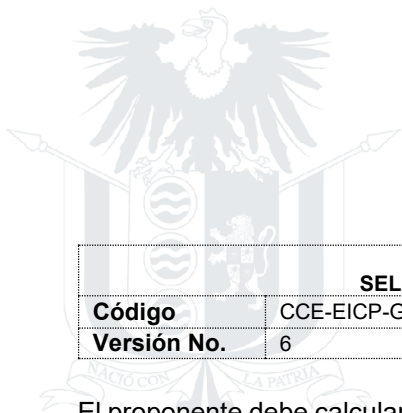 SEL
Código CCE-EICP-G
Versión No. 6
NACIÓ CON LA PATRIA
El proponente debe calcular